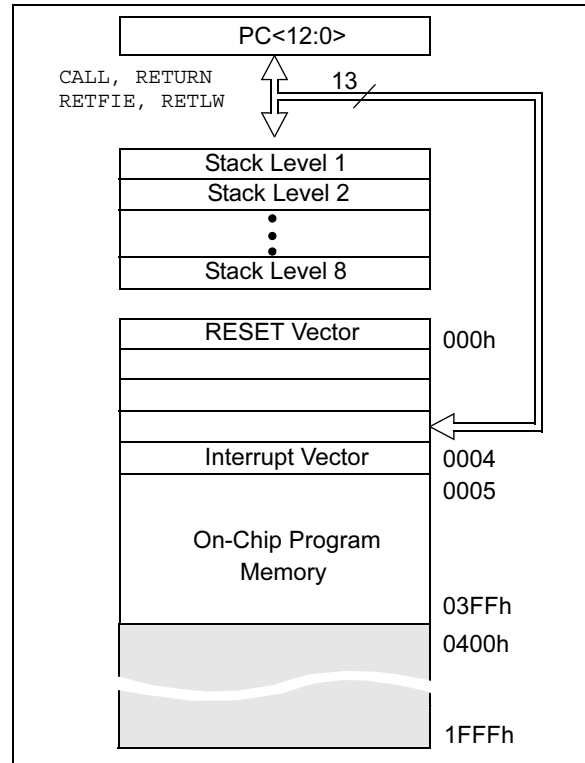 PC<12:0>
CALL, RETURN
RETFIE, RETLW
13
Stack Level 1
Stack Level 2
Stack Level 8
RESET Vector
000h
Interrupt Vector
0004
0005
On-Chip Program
Memory
03FFh
0400h
1FFFh